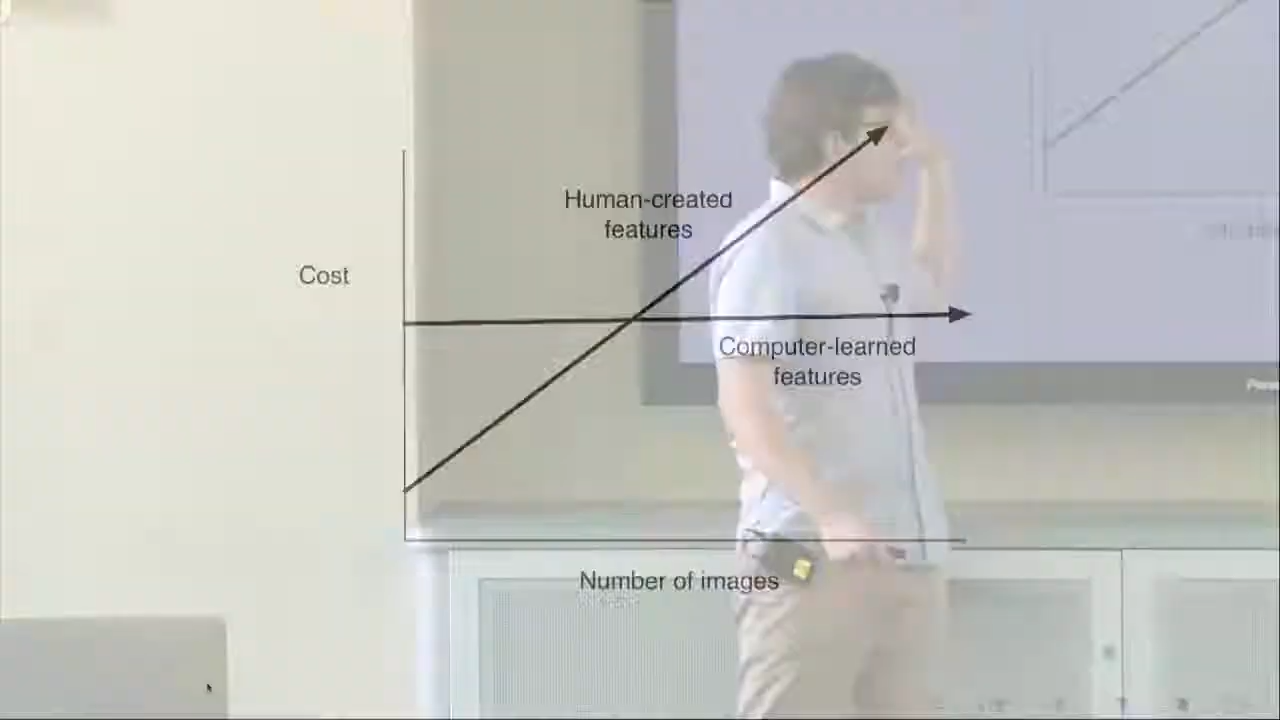 Human-created
features
Cost
Computer-learned
features
Number of images